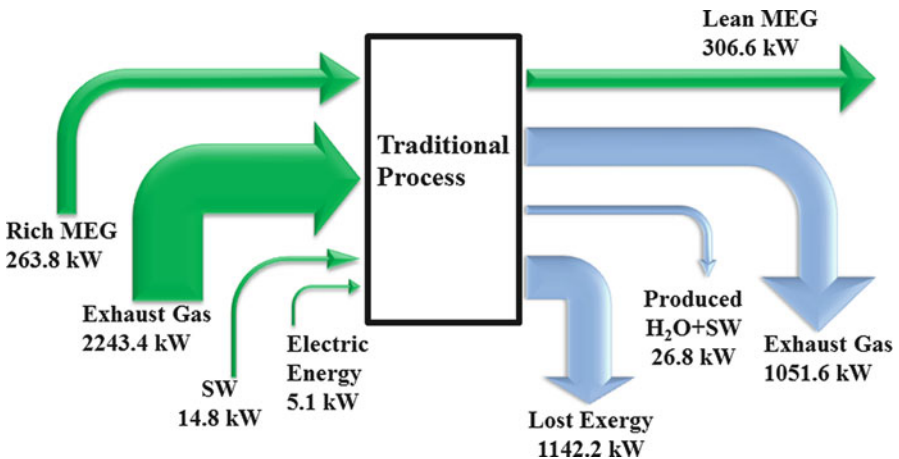 Lean MEG
306.6 kW
Traditional
Process
Rich MEG
263.8 kW
Exhaust Gas
2243.4 kW
SW
14.8 kW
Electric
Energy
5.1 kW
Produced
H₂O+SW
26.8 kW
Exhaust Gas
1051.6 kW
Lost Exergy
1142.2 kW